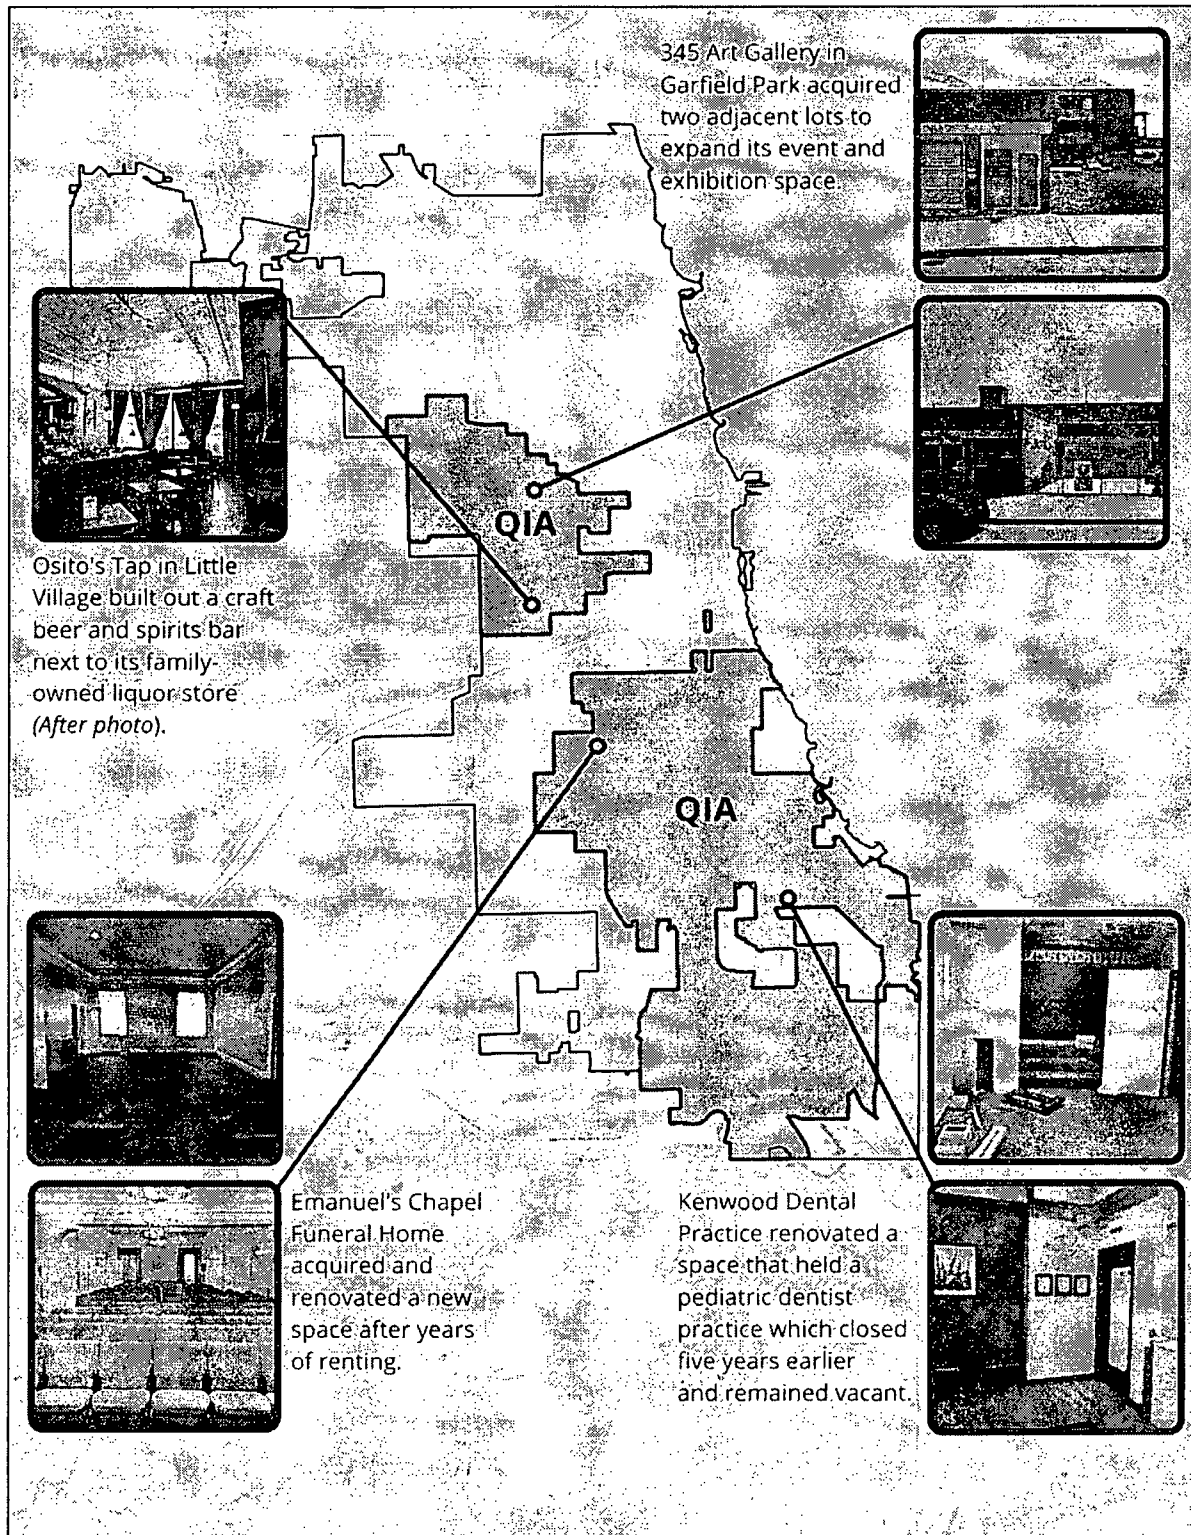 345 Art Gallery in
Garfield Park acquired
two adjacent lots to
expand its event and
exhibition space.
QIA
Osito's Tap in Little
Village built out a craft
beer and spirits bar
next to its family-
owned liquor store
(After photo).
QIA
Emanuel's Chapel
Funeral Home
acquired and
renovated a new
space after years
of renting.
Kenwood Dental
Practice renovated a
space that held a
pediatric dentist
practice which closed
five years earlier
and remained vacant.